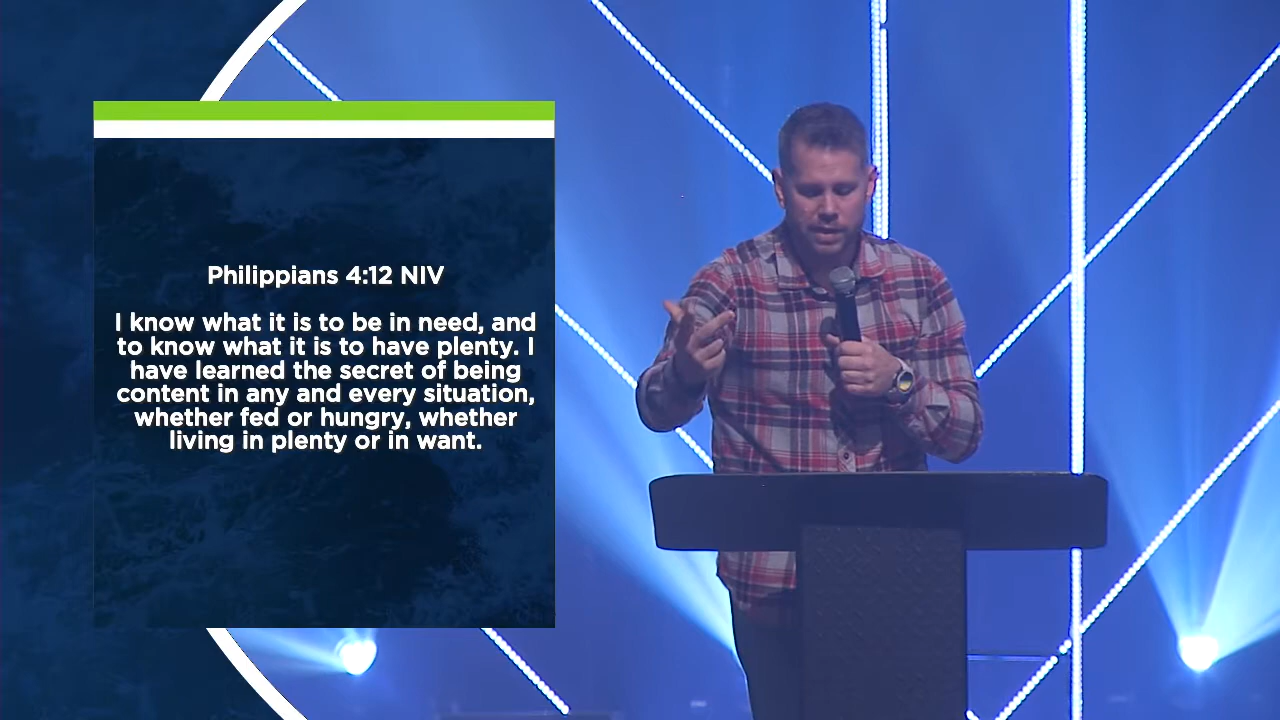 Philippians 4:12 NIV
I know what it is to be in need, and
to know what it is to have plenty. I
have learned the secret of being
content in any and every situation,
whether fed or hungry, whether
living in plenty or in want.